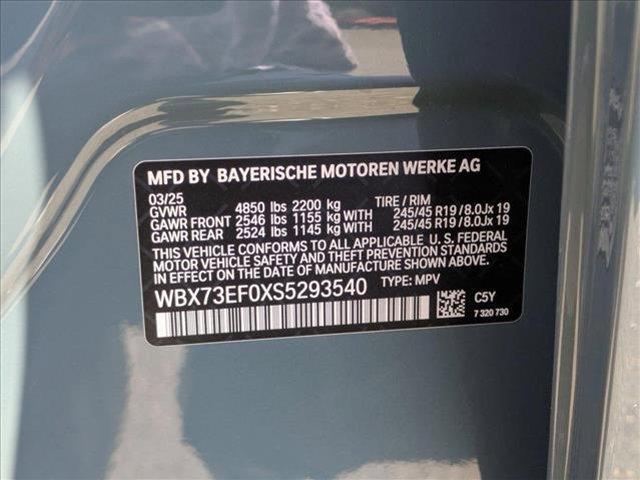 MFD BY BAYERISCHE MOTOREN WERKE AG
03/25 TIRE / RIM
GVWR 4850 lbs 2200 kg
GAWR FRONT 2546 lbs 1155 kg WITH 245/45 R19 / 8.0Jx 19
GAWR REAR 2524 lbs 1145 kg WITH 245/45 R19 / 8.0Jx 19
THIS VEHICLE CONFORMS TO ALL APPLICABLE U. S. FEDERAL
MOTOR VEHICLE SAFETY AND THEFT PREVENTION STANDARDS
IN EFFECT ON THE DATE OF MANUFACTURE SHOWN ABOVE.
WBX73EF0XS5293540 TYPE: MPV
C5Y
7 320 730